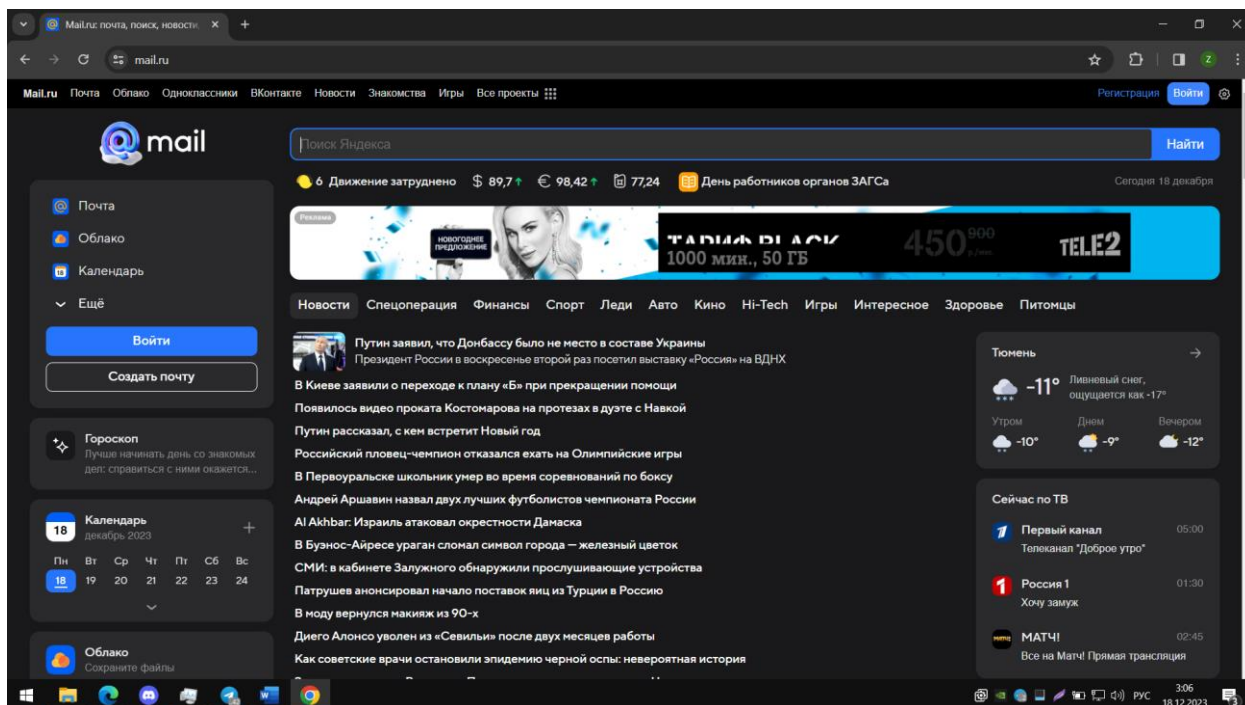 Mail.ru: почта, поиск, новости,
mail.ru
Mail.ru Почта Облако Одноклассники ВКонтакте Новости Знакомства Игры Все проекты Регистрация Войти
mail
Поиск Яндекса Найти
6 Движение затруднено $ 89,7 ↑ € 98,42 ↑ 77,24 День работников органов ЗАГСа Сегодня 18 декабря
Почта
Облако
18 Календарь
Ещё
Войти
Создать почту
Реклама
НОВОГОДНЕЕ
ПРЕДЛОЖЕНИЕ
ТАРИФ BLACK
1000 мин., 50 ГБ
450 900
TELE2
Новости Спецоперация Финансы Спорт Леди Авто Кино Hi-Tech Игры Интересное Здоровье Питомцы
Путин заявил, что Донбассу было не место в составе Украины
Президент России в воскресенье второй раз посетил выставку «Россия» на ВДНХ
В Киеве заявили о переходе к плану «Б» при прекращении помощи
Появилось видео проката Костомарова на протезах в дуэте с Навкой
Путин рассказал, с кем встретит Новый год
Российский пловец-чемпион отказался ехать на Олимпийские игры
В Первоуральске школьник умер во время соревнований по боксу
Андрей Аршавин назвал двух лучших футболистов чемпионата России
Al Akhbar: Израиль атаковал окрестности Дамаска
В Буэнос-Айресе ураган сломал символ города — железный цветок
СМИ: в кабинете Залужного обнаружили прослушивающие устройства
Патрушев анонсировал начало поставок яиц из Турции в Россию
В моду вернулся макияж из 90-х
Диего Алонсо уволен из «Севильи» после двух месяцев работы
Как советские врачи остановили эпидемию черной оспы: невероятная история
Гороскоп
Лучше начинать день со знакомых
дел: справиться с ними окажется...
18 Календарь
декабрь 2023
Пн Вт Ср Чт Пт Сб Вс
18 19 20 21 22 23 24
Облако
Сохраните файлы
Тюмень
-11° Ливневый снег,
ощущается как -17°
Утром Днем Вечером
-10° -9° -12°
Сейчас по ТВ
Первый канал 05:00
Телеканал "Доброе утро"
Россия 1 01:30
Хочу замуж
МАТЧ! 02:45
Все на Матч! Прямая трансляция
РУС
3:06
18.12.2023